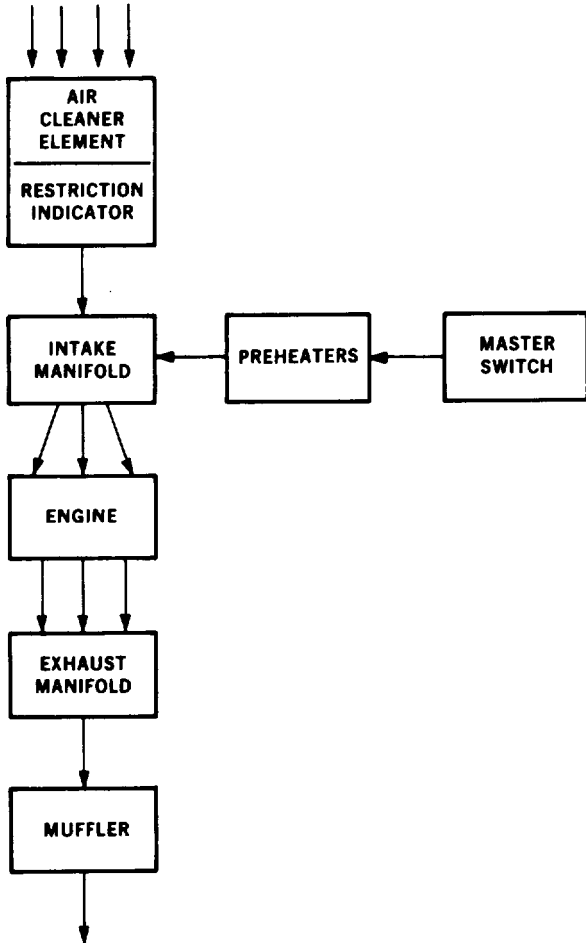 AIR
CLEANER
ELEMENT
RESTRICTION
INDICATOR
INTAKE
MANIFOLD
PREHEATERS
MASTER
SWITCH
ENGINE
EXHAUST
MANIFOLD
MUFFLER